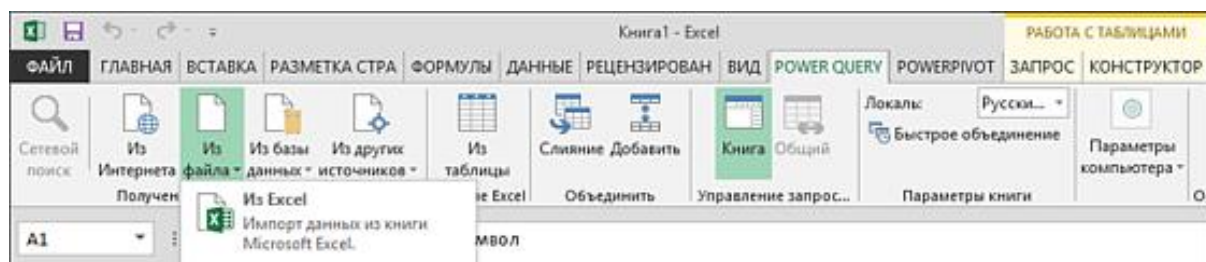 Книга1 - Excel
РАБОТА С ТАБЛИЦАМИ
ФАЙЛ ГЛАВНАЯ ВСТАВКА РАЗМЕТКА СТРА ФОРМУЛЫ ДАННЫЕ РЕЦЕНЗИРОВАН ВИД POWER QUERY POWERPIVOT ЗАПРОС КОНСТРУКТОР
Сетевой поиск
Из Интернета
Из файла
Из базы данных
Из других источников
Из таблицы
Слияние
Добавить
Книга
Общий
Локаль: Русски...
Быстрое объединение
Параметры компьютера
Получен
ые Excel
Объединить
Управление запрос...
Параметры книги
О
Из Excel
Импорт данных из книги
Microsoft Excel.
A1
мвол